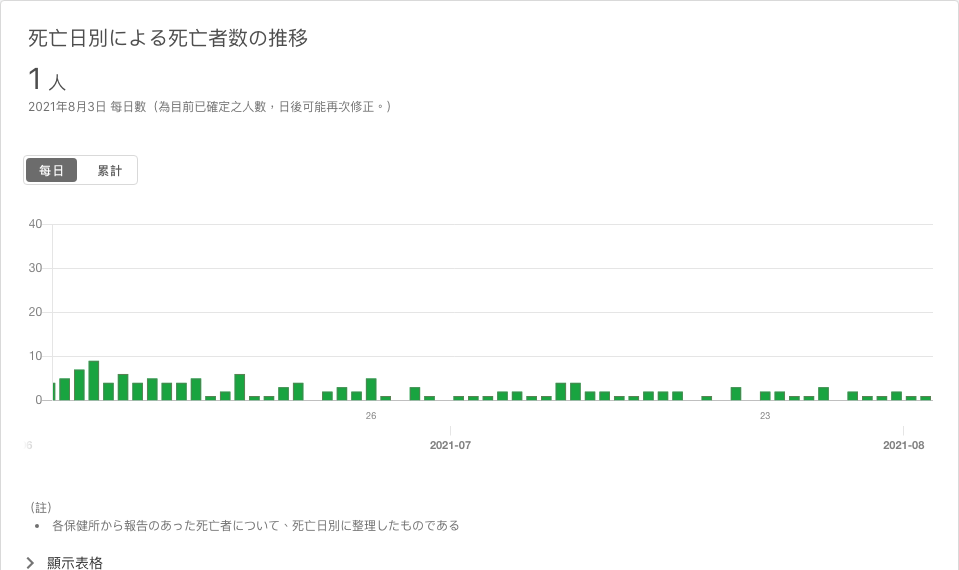 死亡日別による死亡者数の推移
1 人
2021年8月3日 每日數（為目前已確定之人數，日後可能再次修正。）
每日 累計
40
30
20
10
0
26 23
6 2021-07 2021-08
（註）
• 各保健所から報告のあった死亡者について、死亡日別に整理したものである
顯示表格